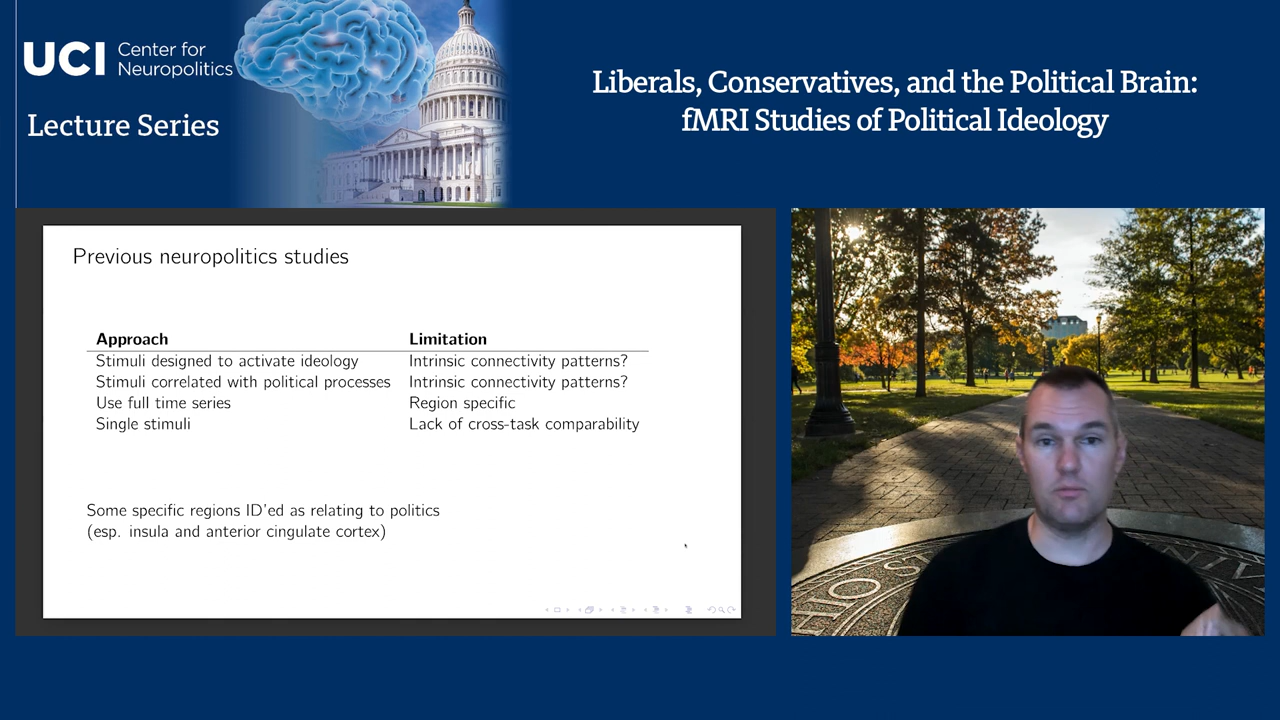 UCI Center for
Neuropolitics
Lecture Series
Liberals, Conservatives, and the Political Brain:
fMRI Studies of Political Ideology
Previous neuropolitics studies
Approach Limitation
Stimuli designed to activate ideology Intrinsic connectivity patterns?
Stimuli correlated with political processes Intrinsic connectivity patterns?
Use full time series Region specific
Single stimuli Lack of cross-task comparability
Some specific regions ID'ed as relating to politics
(esp. insula and anterior cingulate cortex)